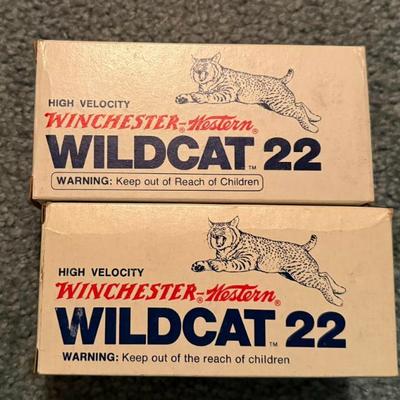 HIGH VELOCITY
WINCHESTER®-Western®
WILDCAT™ 22
WARNING: Keep out of Reach of Children
HIGH VELOCITY
WINCHESTER®-Western®
WILDCAT™ 22
WARNING: Keep out of the reach of children